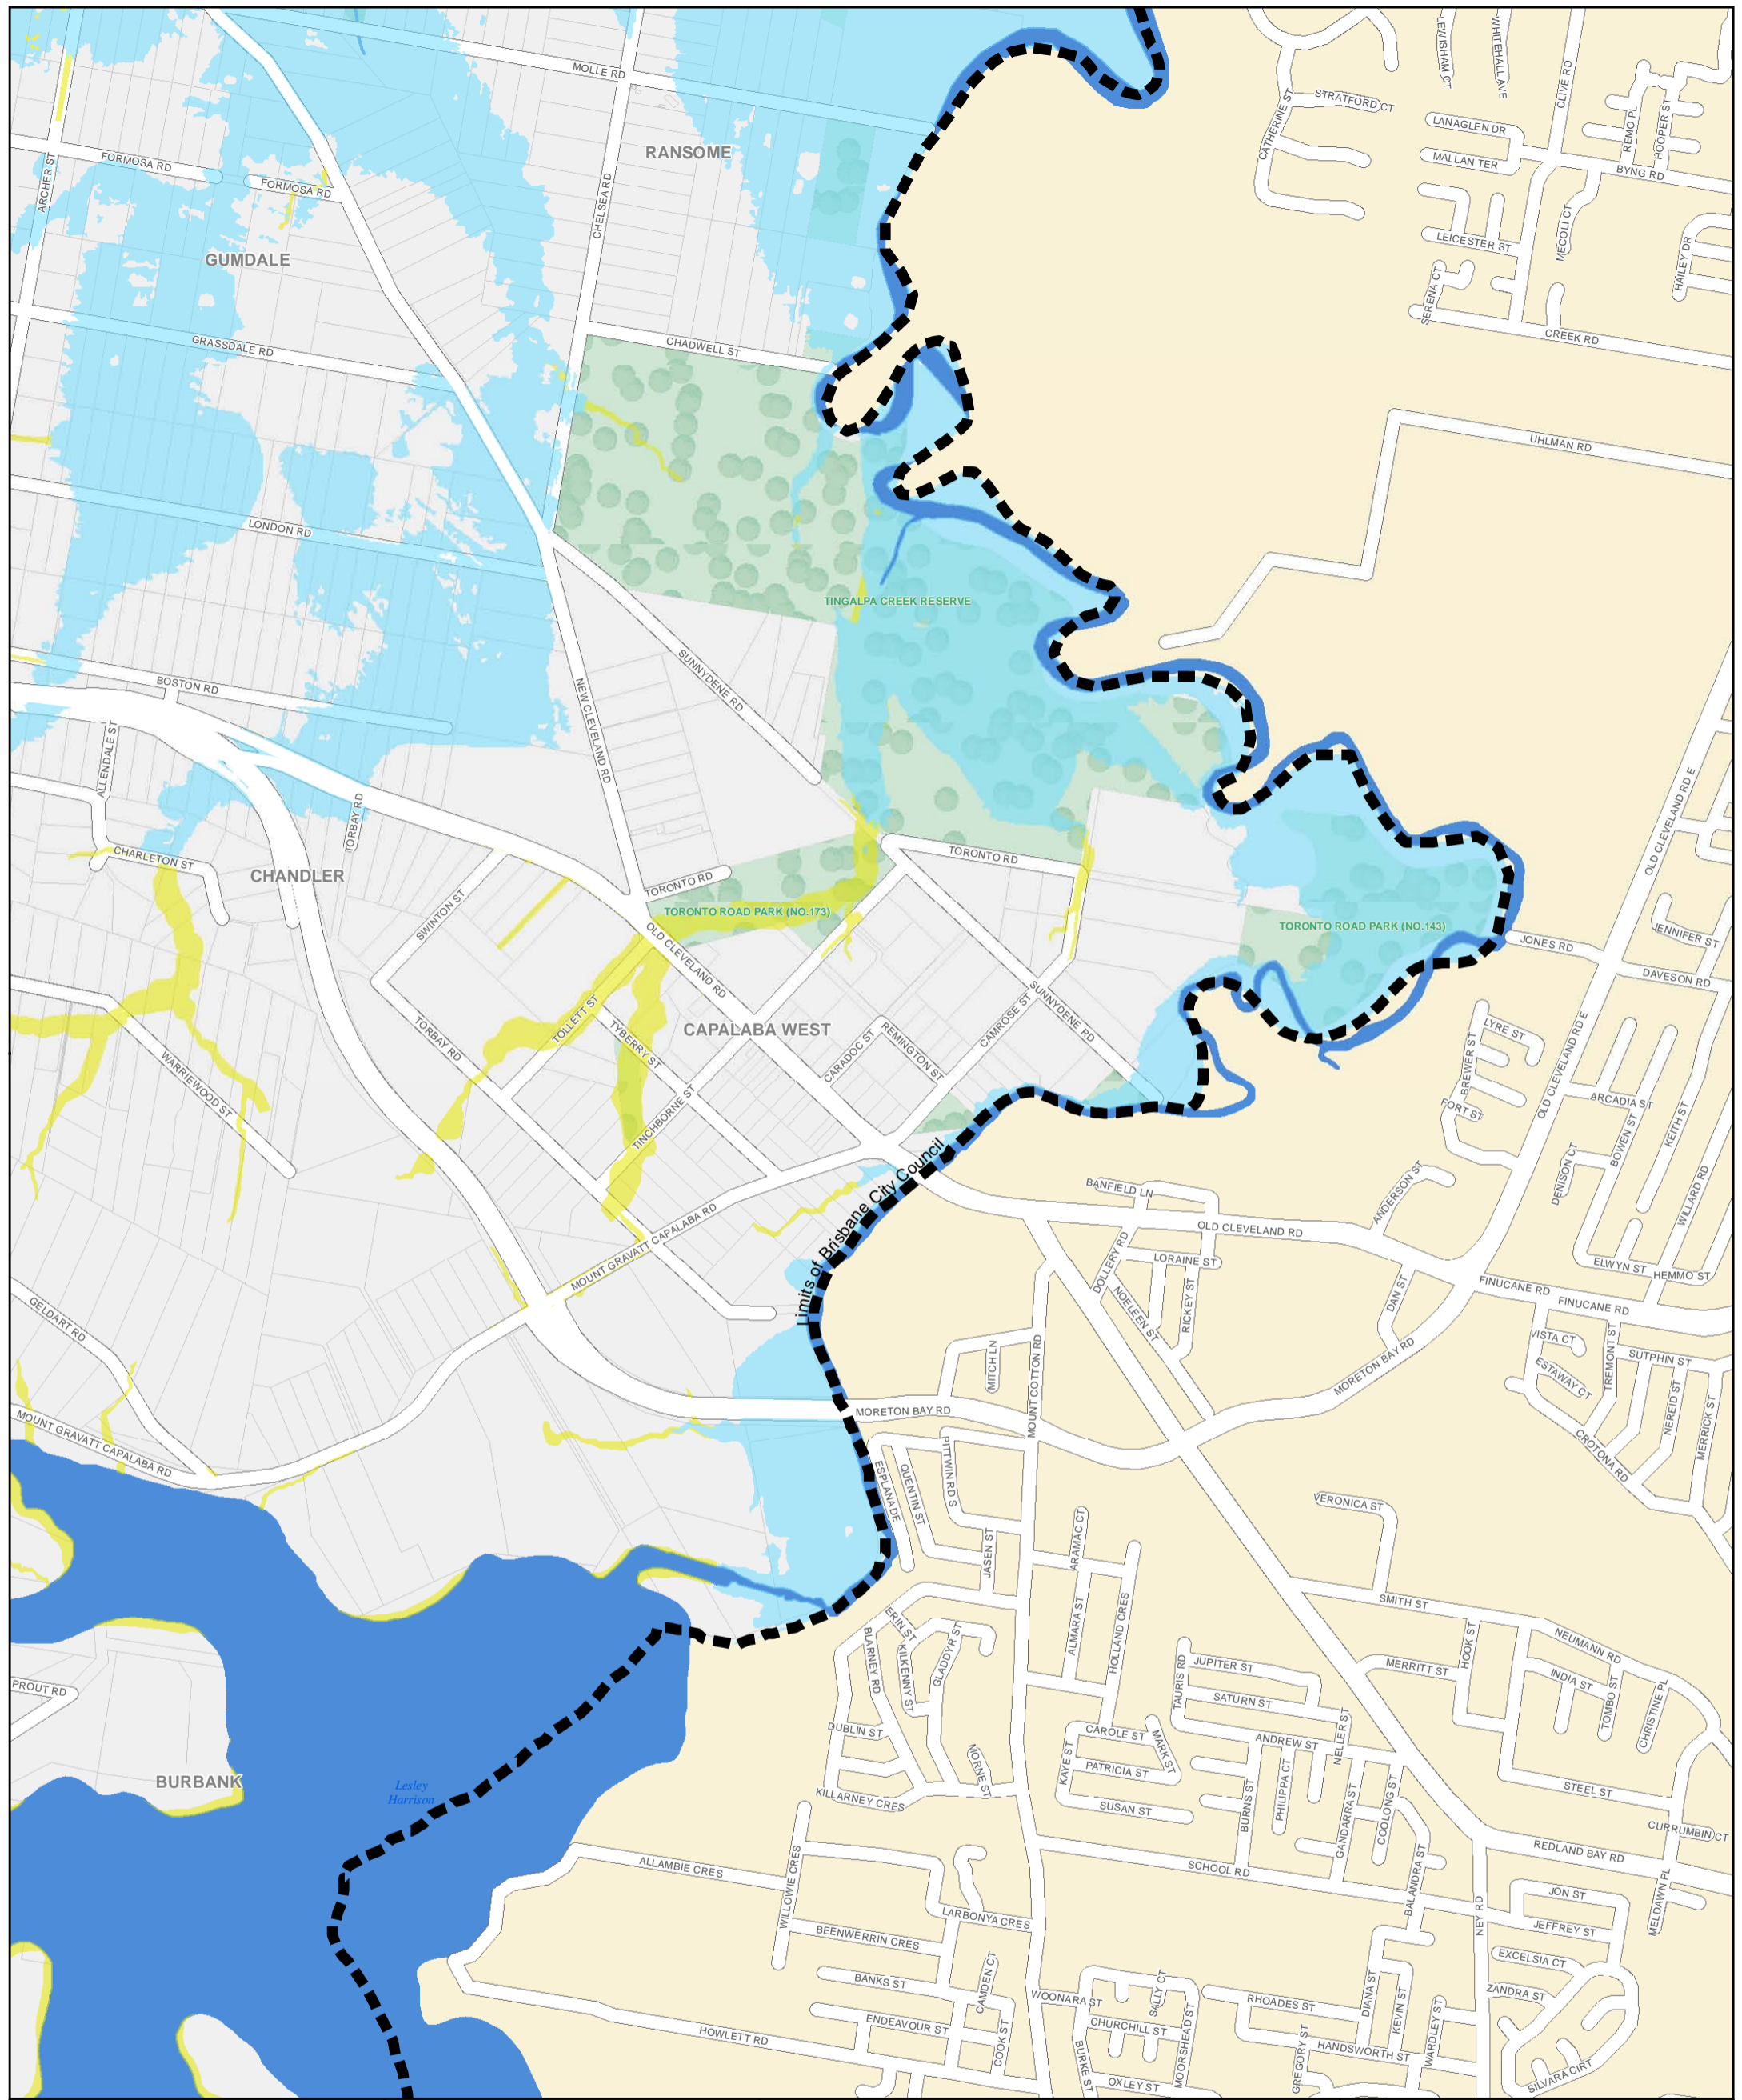 LEWISHAM CT
WHITEHALL AVE
CLIVE RD
MOLLE RD
STRATFORD CT
CATHERINE ST
LANAGLEN DR
REMO PL
HOOPER ST
RANSOME
MALLAN TER
BYNG RD
FORMOSA RD
FORMOSA RD
ARCHER ST
CHELSEA RD
MECOLI CT
LEICESTER ST
HAILEY DR
GUMDALE
SERENA CT
CREEK RD
GRASSDALE RD
CHADWELL ST
UHLMAN RD
LONDON RD
TINGALPA CREEK RESERVE
SUNNYDENE RD
BOSTON RD
NEW CLEVELAND RD
ALLENDALE ST
OLD CLEVELAND RD E
TORBAY RD
CHARLETON ST
TORONTO RD
CHANDLER
TORONTO RD
SWINTON ST
TORONTO ROAD PARK (NO.173)
TORONTO ROAD PARK (NO.143)
JENNIFER ST
JONES RD
OLD CLEVELAND RD
DAVESON RD
TOLLETT ST
CAPALABA WEST
SUNNYDENE RD
CAMROSE ST
LYRE ST
TORBAY RD
TYBERRY ST
CARADOC ST
REMINGTON ST
BREWER ST
OLD CLEVELAND RD E
WARRIEWOOD ST
TINCHBORNE ST
FORT ST
ARCADIA ST
KEITH ST
BOWEN ST
DENISON CT
WILLARD RD
Limits of Brisbane City Council
BANFIELD LN
ANDERSON ST
MOUNT GRAVATT CAPALABA RD
OLD CLEVELAND RD
DOLLERY RD
LORAINE ST
ELWYN ST
HEMMO ST
NOELEEN ST
RICKEY ST
DAN ST
FINUCANE RD
FINUCANE RD
GELDART RD
VISTA CT
TREMONT ST
SUTPHIN ST
MITCH LN
MOUNT COTTON RD
MORETON BAY RD
ESTAWAY CT
NEREID ST
MERRICK ST
MORETON BAY RD
MOUNT GRAVATT CAPALABA RD
CROTONA RD
PITTWIN RD S
ESPLANADE
QUENTIN ST
VERONICA ST
ARAMAC CT
JASEN ST
SMITH ST
ALMARA ST
HOLLAND CRES
ERIN ST
BLARNEY RD
KILKENNY ST
GLADDYR ST
HOOK ST
NEUMANN RD
TAURIS RD
JUPITER ST
MERRITT ST
INDIA ST
TOMBO ST
CHRISTINE PL
PROUT RD
SATURN ST
DUBLIN ST
CAROLE ST
MARK ST
ANDREW ST
NELLER ST
BURBANK
Lesley
Harrison
MORNE ST
KAYE ST
PATRICIA ST
PHILIPPA CT
STEEL ST
KILLARNEY CRES
SUSAN ST
BURNS ST
GANDARRA ST
COOLONG ST
CURRUMBIN CT
ALLAMBIE CRES
SCHOOL RD
REDLAND BAY RD
WILLOWIE CRES
BALANDRA ST
JON ST
MELDAWN PL
LARBONYA CRES
NEY RD
JEFFREY ST
BEENWERRIN CRES
EXCELSIA CT
BANKS ST
CAMDEN CT
SALLY CT
DIANA ST
ZANDRA ST
WOONARA ST
RHOADES ST
KEVIN ST
ENDEAVOUR ST
CHURCHILL ST
MOORSHEAD ST
WARDLEY ST
HOWLETT RD
COOK ST
BURKE ST
GREGORY ST
HANDSWORTH ST
OXLEY ST
SILVARA CIRT